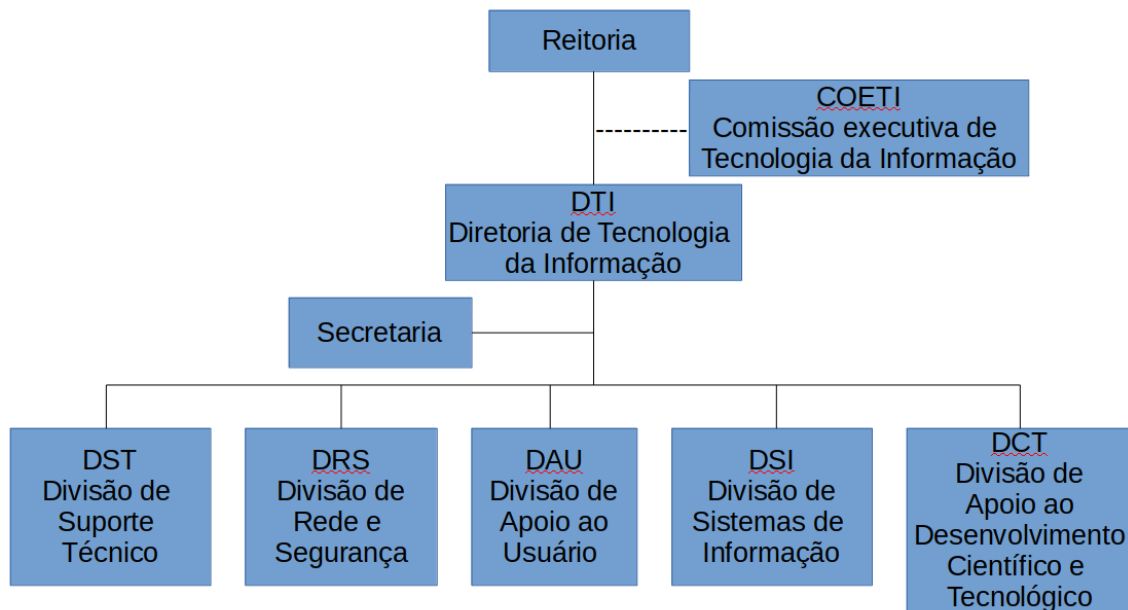 Reitoria
COETI
Comissão executiva de
Tecnologia da Informação
DTI
Diretoria de Tecnologia
da Informação
Secretaria
DST
Divisão de
Suporte
Técnico
DRS
Divisão de
Rede e
Segurança
DAU
Divisão de
Apoio ao
Usuário
DSI
Divisão de
Sistemas de
Informação
DCT
Divisão de
Apoio ao
Desenvolvimento
Científico e
Tecnológico